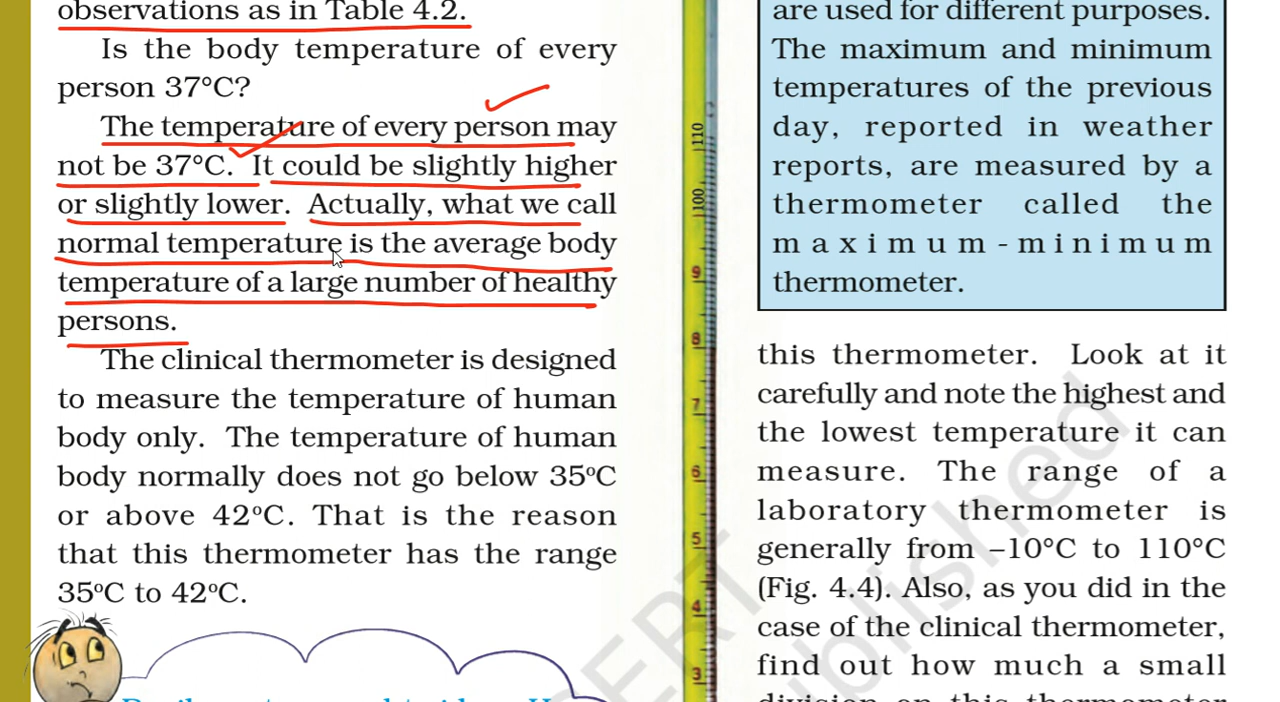 observations as in Table 4.2.
Is the body temperature of every
person 37°C?
The temperature of every person may
not be 37°C. It could be slightly higher
or slightly lower. Actually, what we call
normal temperature is the average body
temperature of a large number of healthy
persons.
The clinical thermometer is designed
to measure the temperature of human
body only. The temperature of human
body normally does not go below 35°C
or above 42°C. That is the reason
that this thermometer has the range
35°C to 42°C.
110
100
9
8
7
6
5
4
3
are used for different purposes.
The maximum and minimum
temperatures of the previous
day, reported in weather
reports, are measured by a
thermometer called the
maximum-minimum
thermometer.
this thermometer. Look at it
carefully and note the highest and
the lowest temperature it can
measure. The range of a
laboratory thermometer is
generally from –10°C to 110°C
(Fig. 4.4). Also, as you did in the
case of the clinical thermometer,
find out how much a small
division on this thermometer